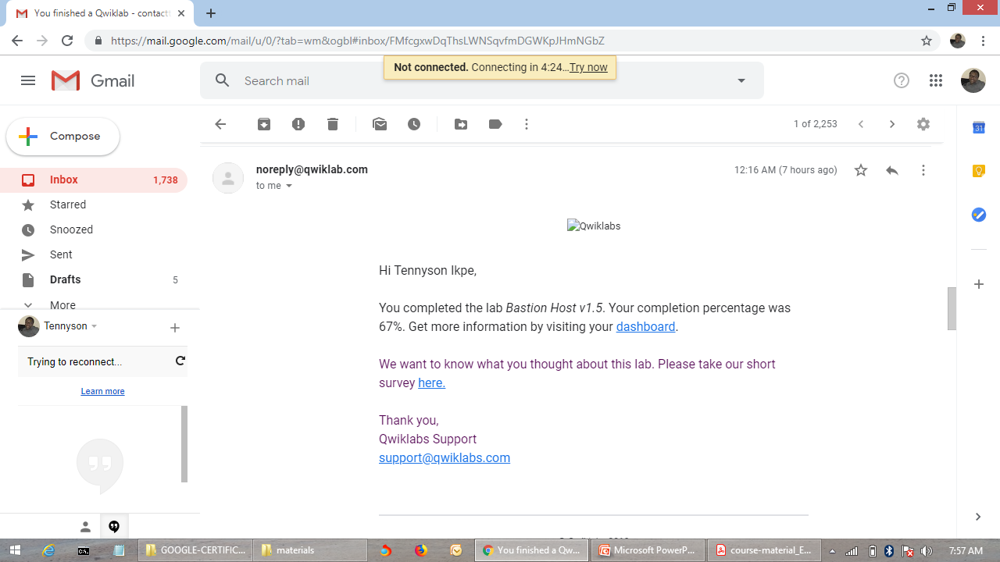 You finished a Qwiklab - contact
https://mail.google.com/mail/u/0/?tab=wm&ogbl#inbox/FMfcgxwDqThsLWNSqvfmDGWKpJHmNGbZ
Not connected. Connecting in 4:24... Try now
Gmail
Search mail
Compose
1 of 2,253
31
Inbox 1,738
Starred
Snoozed
Sent
Drafts 5
More
Tennyson
Trying to reconnect...
Learn more
noreply@qwiklab.com
12:16 AM (7 hours ago)
to me
Qwiklabs
Hi Tennyson Ikpe,
You completed the lab Bastion Host v1.5. Your completion percentage was
67%. Get more information by visiting your dashboard.
We want to know what you thought about this lab. Please take our short
survey here.
Thank you,
Qwiklabs Support
support@qwiklabs.com
GOOGLE-CERTIFIC...
materials
You finished a Qw...
Microsoft PowerP...
course-material_E...
7:57 AM